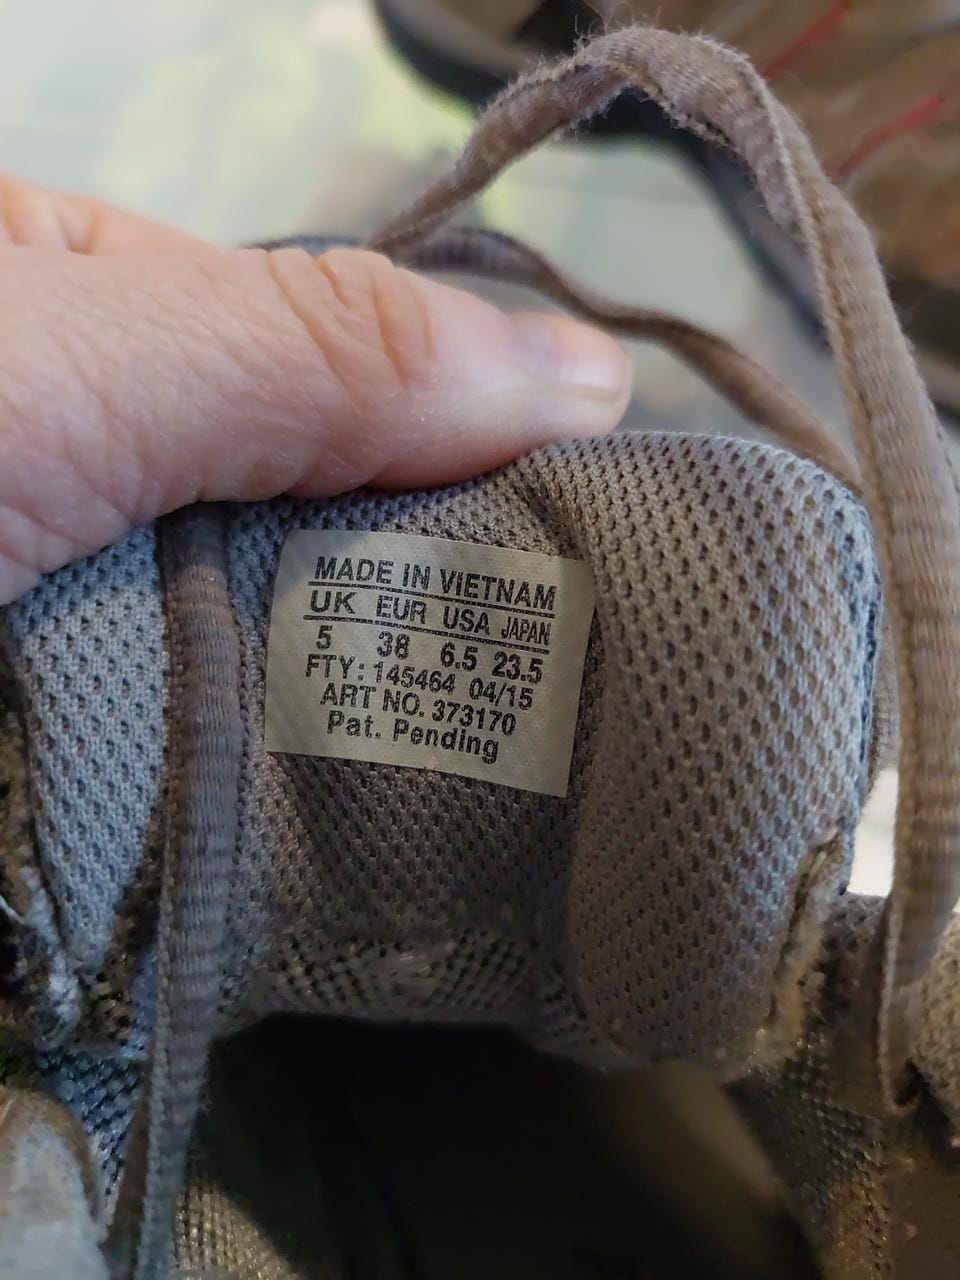 MADE IN VIETNAM
UK EUR USA JAPAN
5 38 6.5 23.5
FTY: 145464 04/15
ART NO. 373170
Pat. Pending